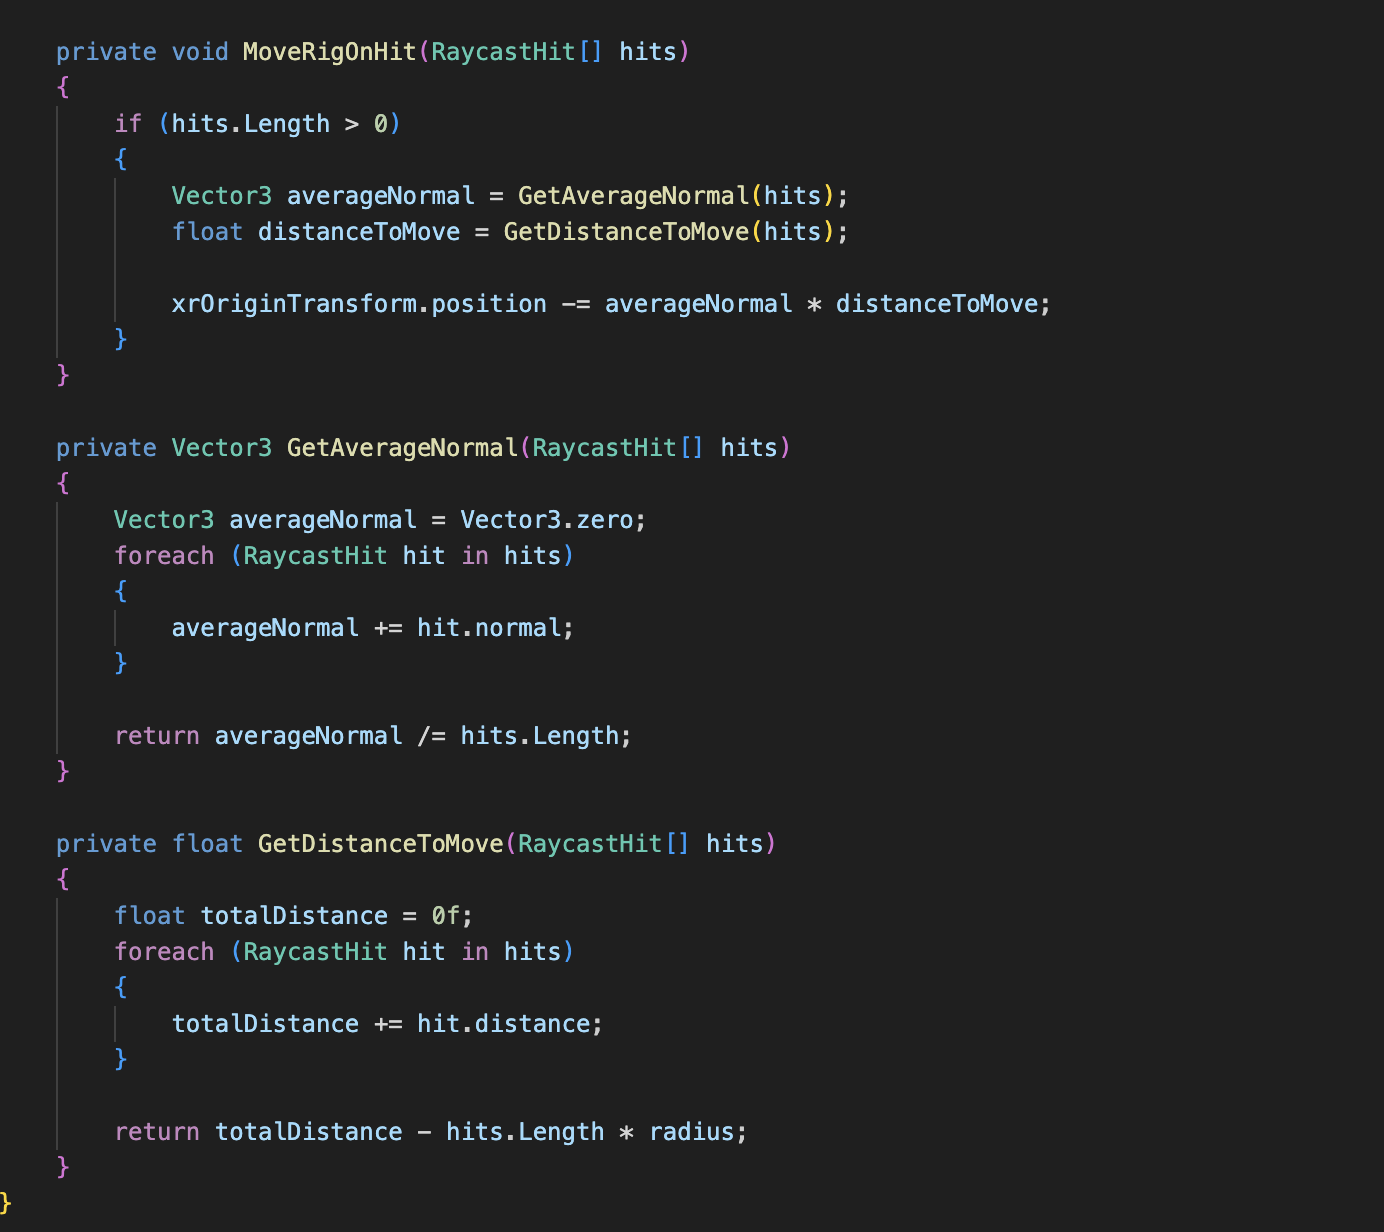 private void MoveRigOnHit(RaycastHit[] hits)
{
if (hits.Length > 0)
{
Vector3 averageNormal = GetAverageNormal(hits);
float distanceToMove = GetDistanceToMove(hits);
xrOriginTransform.position -= averageNormal * distanceToMove;
}
}
private Vector3 GetAverageNormal(RaycastHit[] hits)
{
Vector3 averageNormal = Vector3.zero;
foreach (RaycastHit hit in hits)
{
averageNormal += hit.normal;
}
return averageNormal /= hits.Length;
}
private float GetDistanceToMove(RaycastHit[] hits)
{
float totalDistance = 0f;
foreach (RaycastHit hit in hits)
{
totalDistance += hit.distance;
}
return totalDistance - hits.Length * radius;
}
}